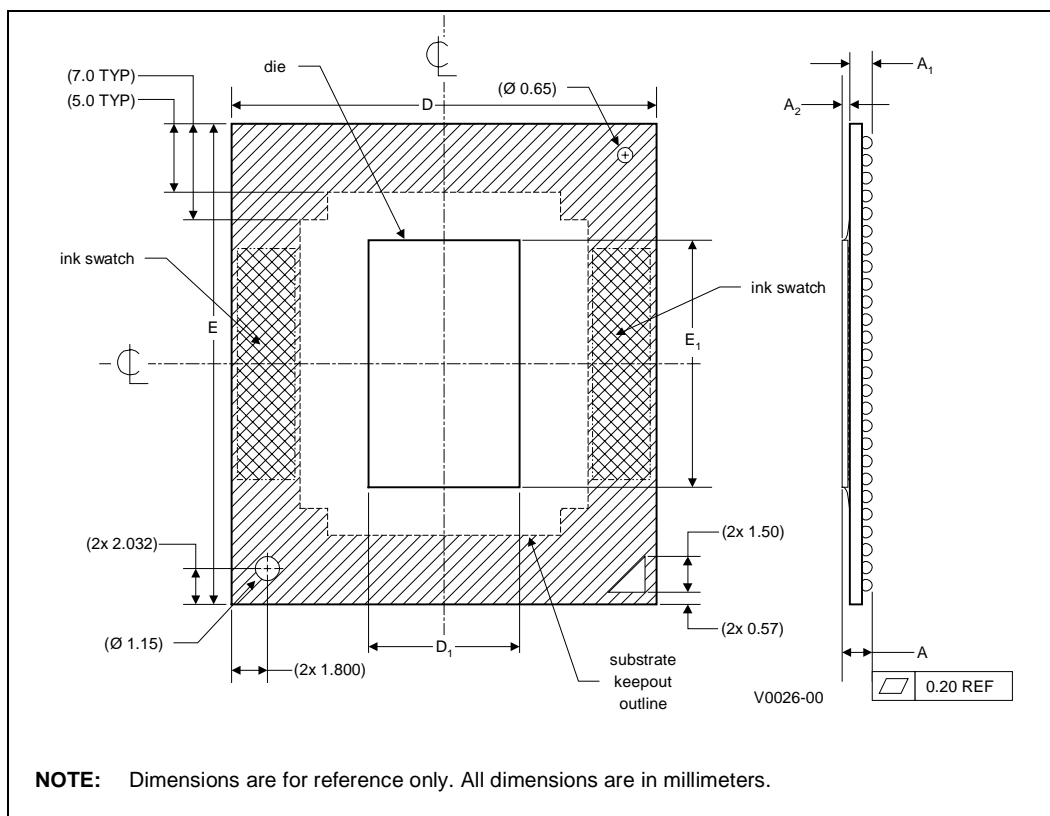 ℄
die
A₁
(7.0 TYP)
(Ø 0.65)
(5.0 TYP)
D
A₂
ink swatch
ink swatch
E
E₁
℄
(2x 2.032)
(2x 1.50)
(Ø 1.15)
(2x 0.57)
D₁
A
(2x 1.800)
substrate
keepout
outline
V0026-00
0.20 REF
NOTE: Dimensions are for reference only. All dimensions are in millimeters.